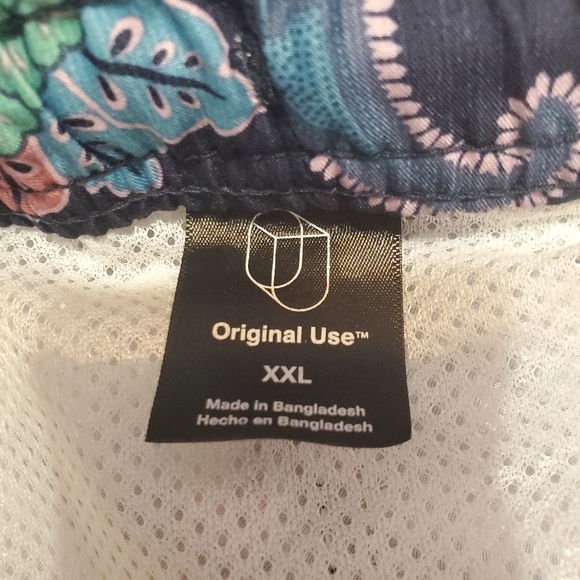 Original Use™
XXL
Made in Bangladesh
Hecho en Bangladesh